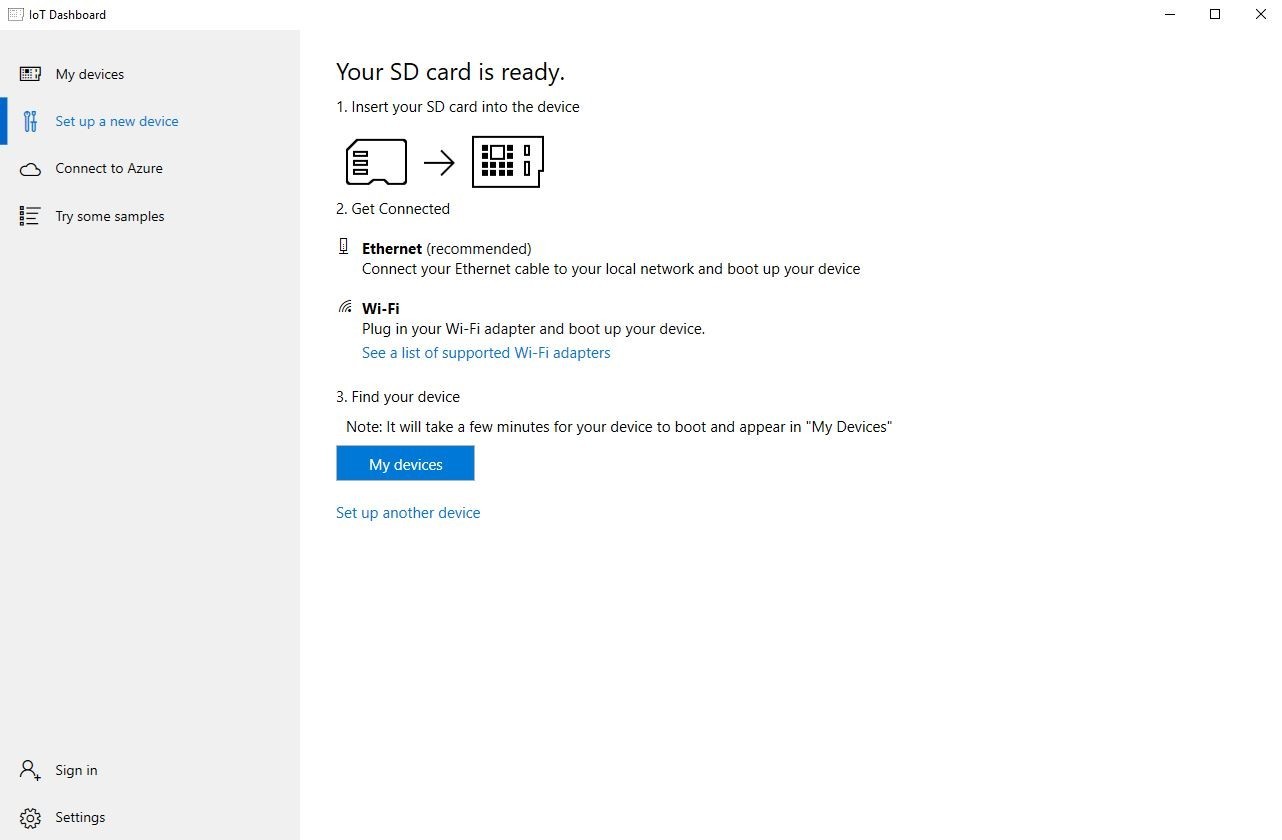 IoT Dashboard
My devices
Set up a new device
Connect to Azure
Try some samples
Sign in
Settings
Your SD card is ready.
1. Insert your SD card into the device
2. Get Connected
Ethernet (recommended)
Connect your Ethernet cable to your local network and boot up your device
Wi-Fi
Plug in your Wi-Fi adapter and boot up your device.
See a list of supported Wi-Fi adapters
3. Find your device
Note: It will take a few minutes for your device to boot and appear in "My Devices"
My devices
Set up another device